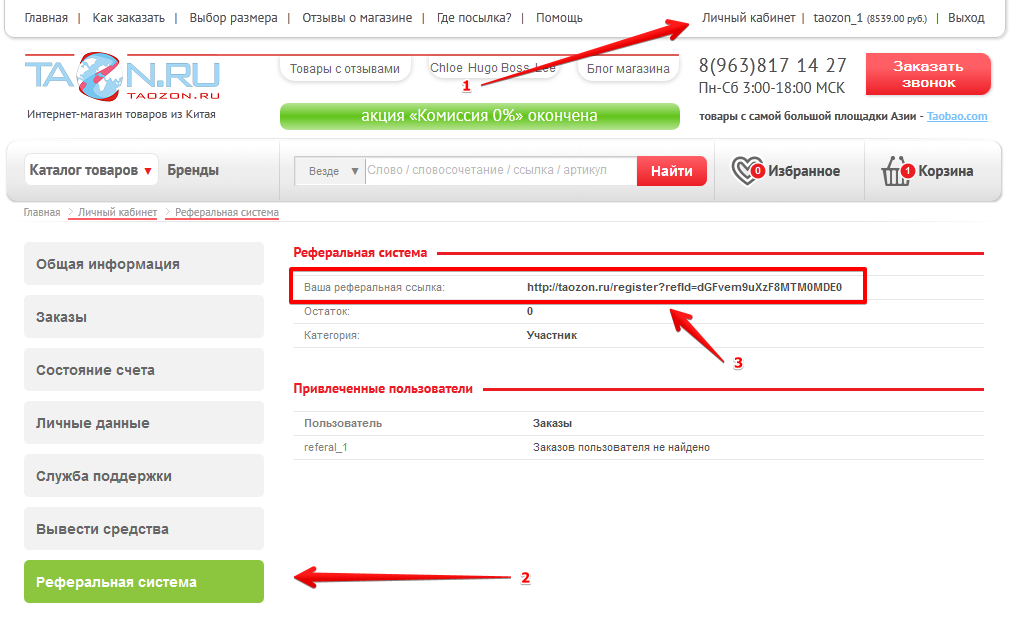 Главная | Как заказать | Выбор размера | Отзывы о магазине | Где посылка? | Помощь
Личный кабинет | taozon_1 (8539.00 руб.) | Выход
TAOZON.RU
TAOZON.RU
Интернет-магазин товаров из Китая
Товары с отзывами
Chloe Hugo Boss Lee
Блог магазина
1
акция «Комиссия 0%» окончена
8(963)817 14 27
Пн-Сб 3:00-18:00 МСК
Заказать
звонок
товары с самой большой площадки Азии - Taobao.com
Каталог товаров ▼ Бренды
Везде ▼ Слово / словосочетание / ссылка / артикул Найти
0 Избранное
1 Корзина
Главная > Личный кабинет > Реферальная система
Общая информация
Заказы
Состояние счета
Личные данные
Служба поддержки
Вывести средства
Реферальная система
2
Реферальная система
Ваша реферальная ссылка: http://taozon.ru/register?refId=dGFvem9uXzF8MTM0MDE0
Остаток: 0
Категория: Участник
3
Привлеченные пользователи
Пользователь Заказы
referal_1 Заказов пользователя не найдено